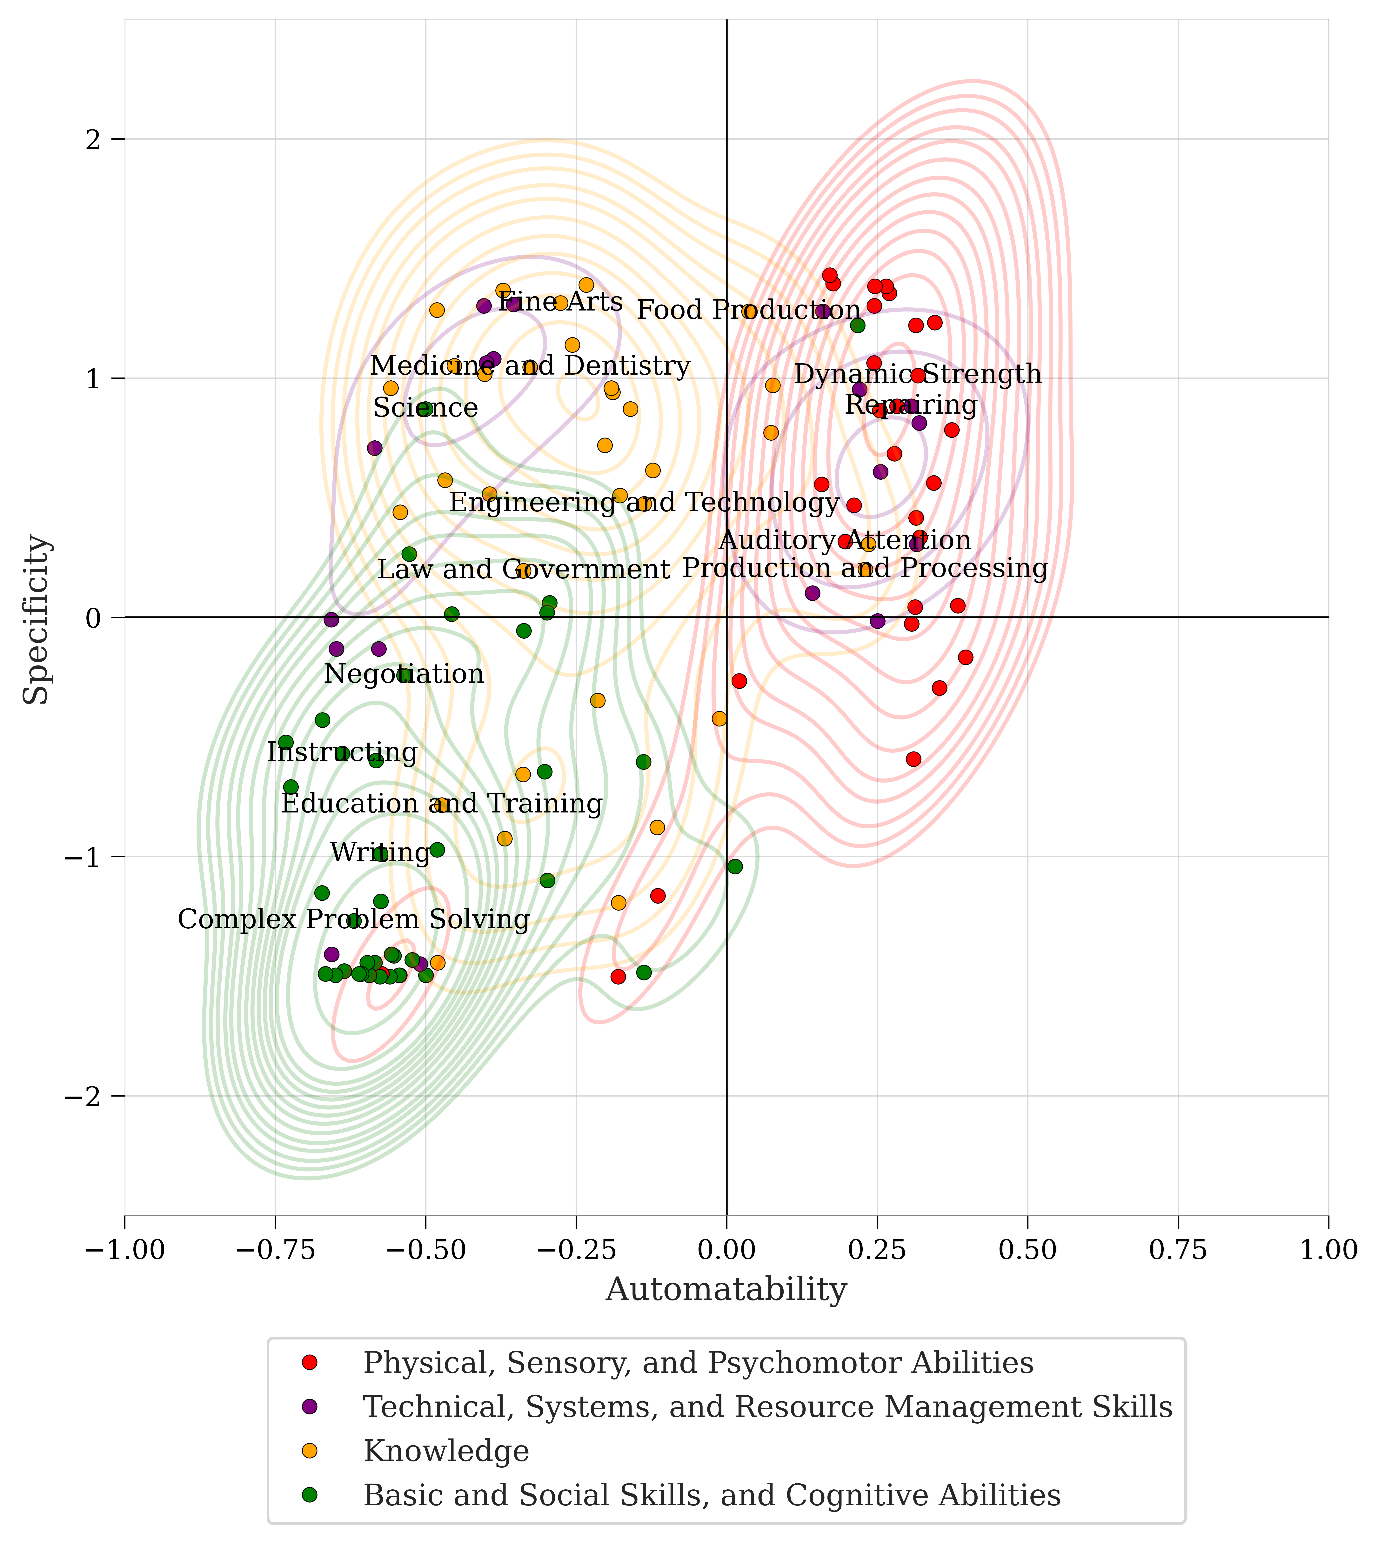 2
Fine Arts
Food Production
Medicine and Dentistry
1
Dynamic Strength
Science
Repairing
Engineering and Technology
Auditory Attention
Law and Government
Production and Processing
Specificity
0
Negotiation
Instructing
Education and Training
Writing
−1
Complex Problem Solving
−2
−1.00 −0.75 −0.50 −0.25 0.00 0.25 0.50 0.75 1.00
Automatability
Physical, Sensory, and Psychomotor Abilities
Technical, Systems, and Resource Management Skills
Knowledge
Basic and Social Skills, and Cognitive Abilities